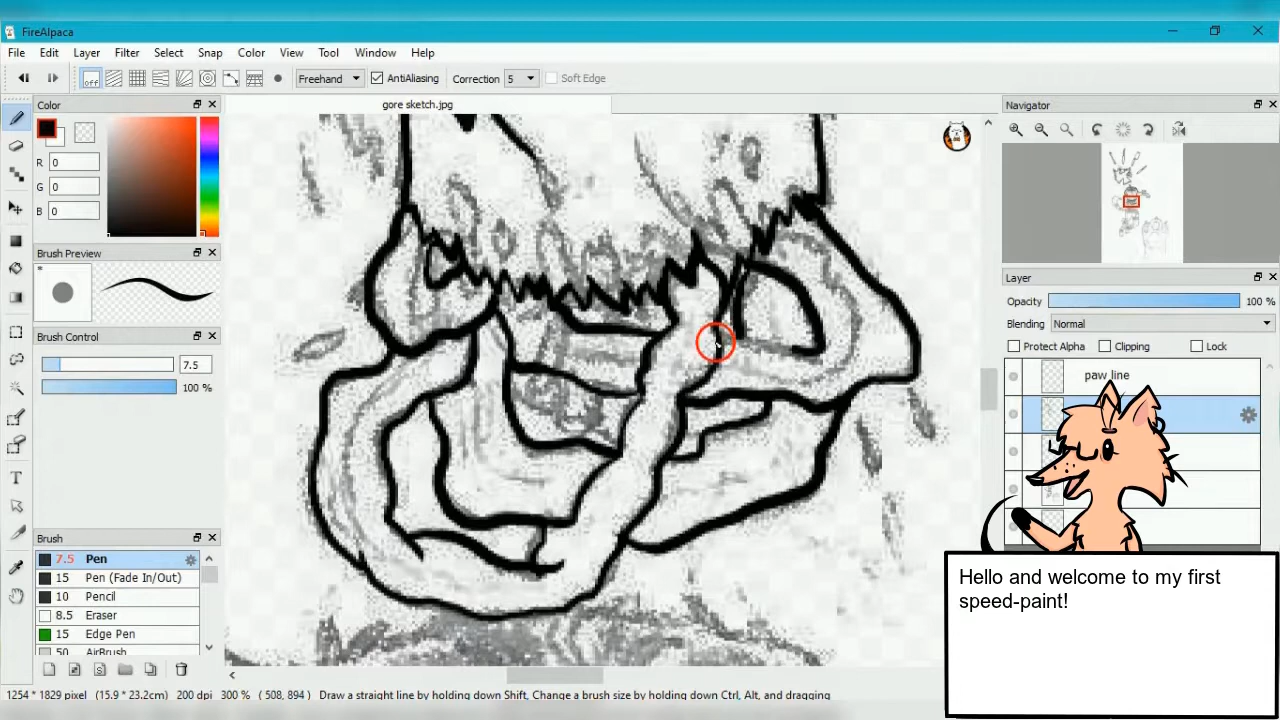 FireAlpaca
File Edit Layer Filter Select Snap Color View Tool Window Help
off Freehand AntiAliasing Correction 5 Soft Edge
Color
gore sketch.jpg
Navigator
R 0
G 0
B 0
Brush Preview
Layer
Opacity 100 %
Blending Normal
Brush Control
Protect Alpha Clipping Lock
7.5
100 %
paw line
Brush
7.5 Pen
15 Pen (Fade In/Out)
10 Pencil
8.5 Eraser
15 Edge Pen
50 AirBrush
Hello and welcome to my first
speed-paint!
1254 * 1829 pixel (15.9 * 23.2cm) 200 dpi 300 % ( 508, 894 ) Draw a straight line by holding down Shift, Change a brush size by holding down Ctrl, Alt, and dragging